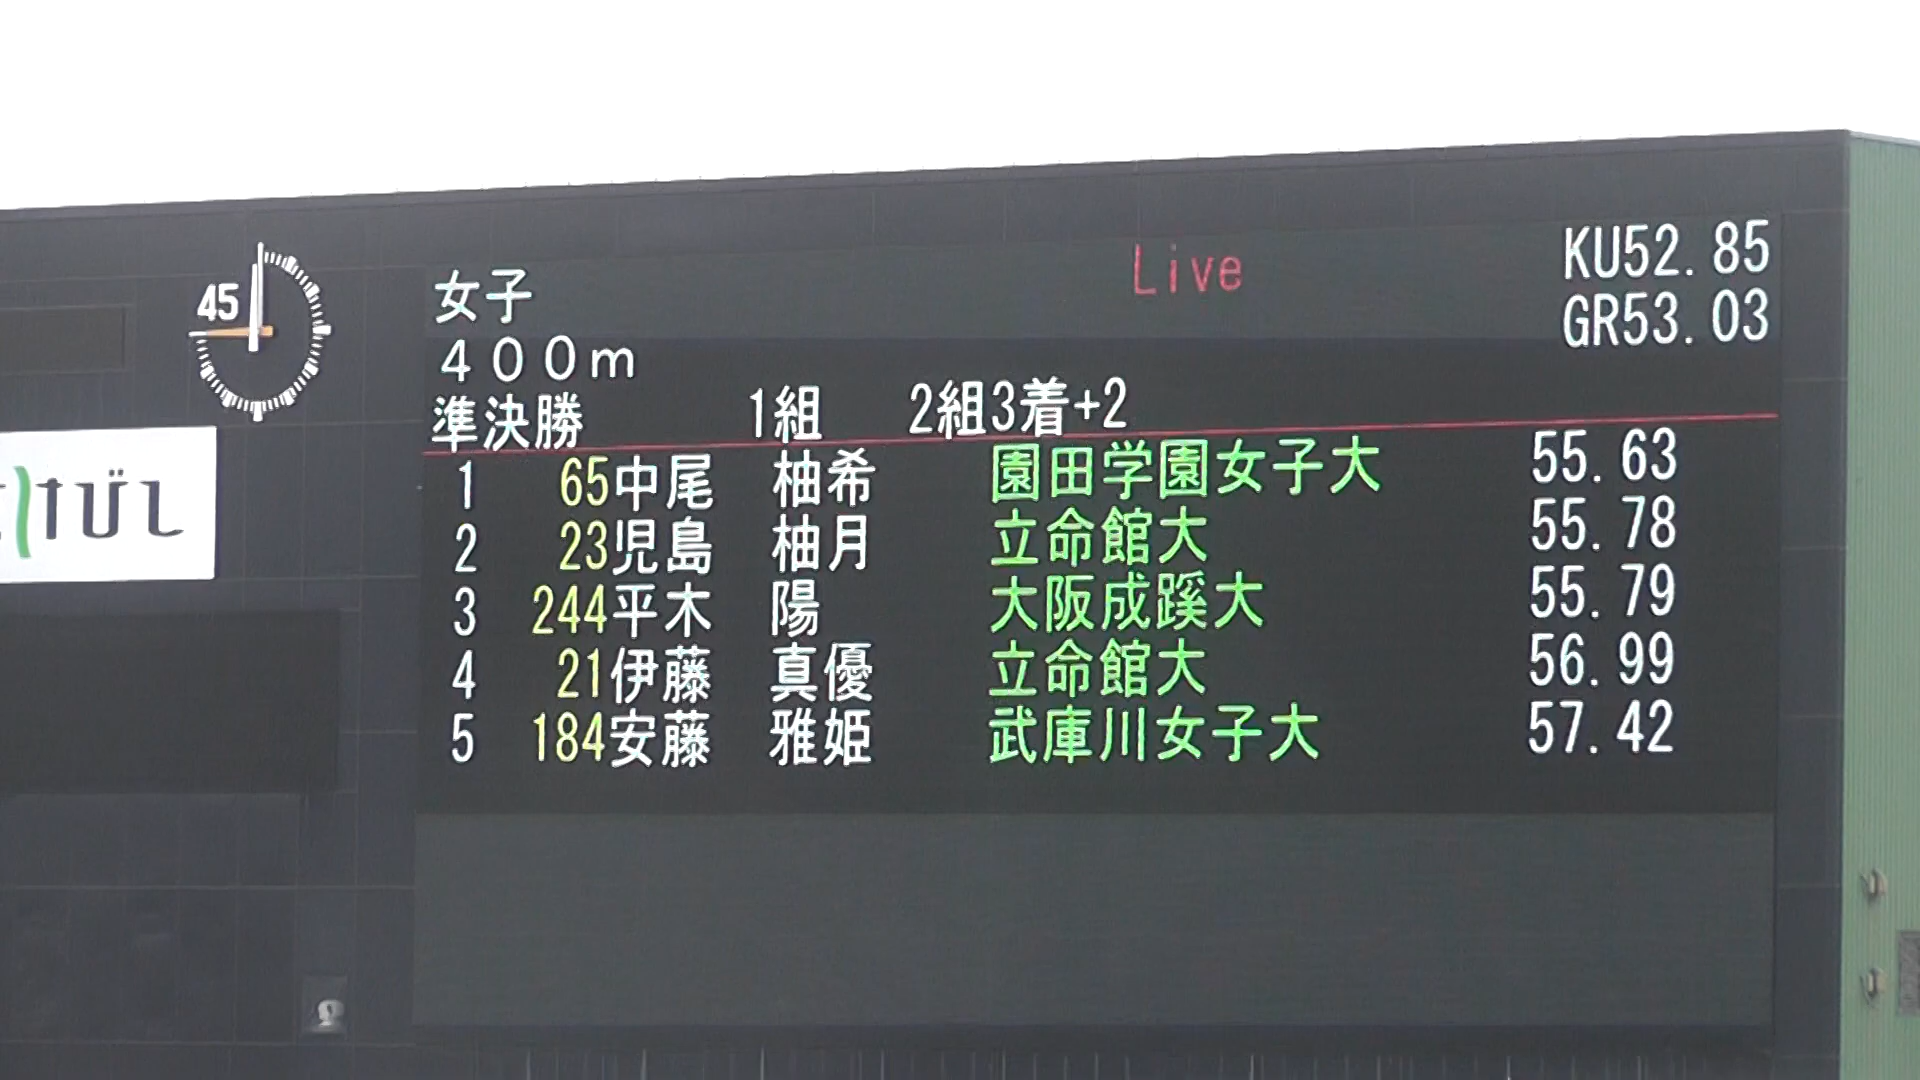 45
Live
KU52.85
女子
GR53.03
400m
準決勝 1組 2組3着+2
1 65中尾 柚希 園田学園女子大 55.63
2 23児島 柚月 立命館大 55.78
3 244平木 陽 大阪成蹊大 55.79
4 21伊藤 真優 立命館大 56.99
5 184安藤 雅姫 武庫川女子大 57.42